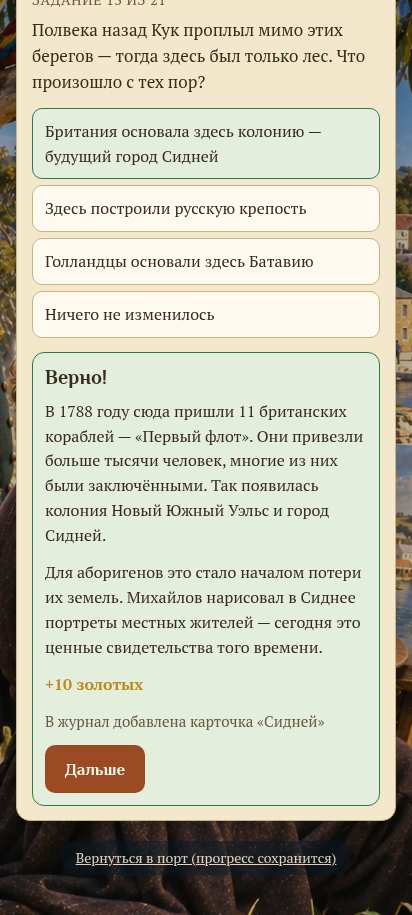 ЗАДАНИЕ 15 ИЗ 21
Полвека назад Кук проплыл мимо этих
берегов — тогда здесь был только лес. Что
произошло с тех пор?
Британия основала здесь колонию —
будущий город Сидней
Здесь построили русскую крепость
Голландцы основали здесь Батавию
Ничего не изменилось
Верно!
В 1788 году сюда пришли 11 британских
кораблей — «Первый флот». Они привезли
больше тысячи человек, многие из них
были заключёнными. Так появилась
колония Новый Южный Уэльс и город
Сидней.
Для аборигенов это стало началом потери
их земель. Михайлов нарисовал в Сиднее
портреты местных жителей — сегодня это
ценные свидетельства того времени.
+10 золотых
В журнал добавлена карточка «Сидней»
Дальше
Вернуться в порт (прогресс сохранится)